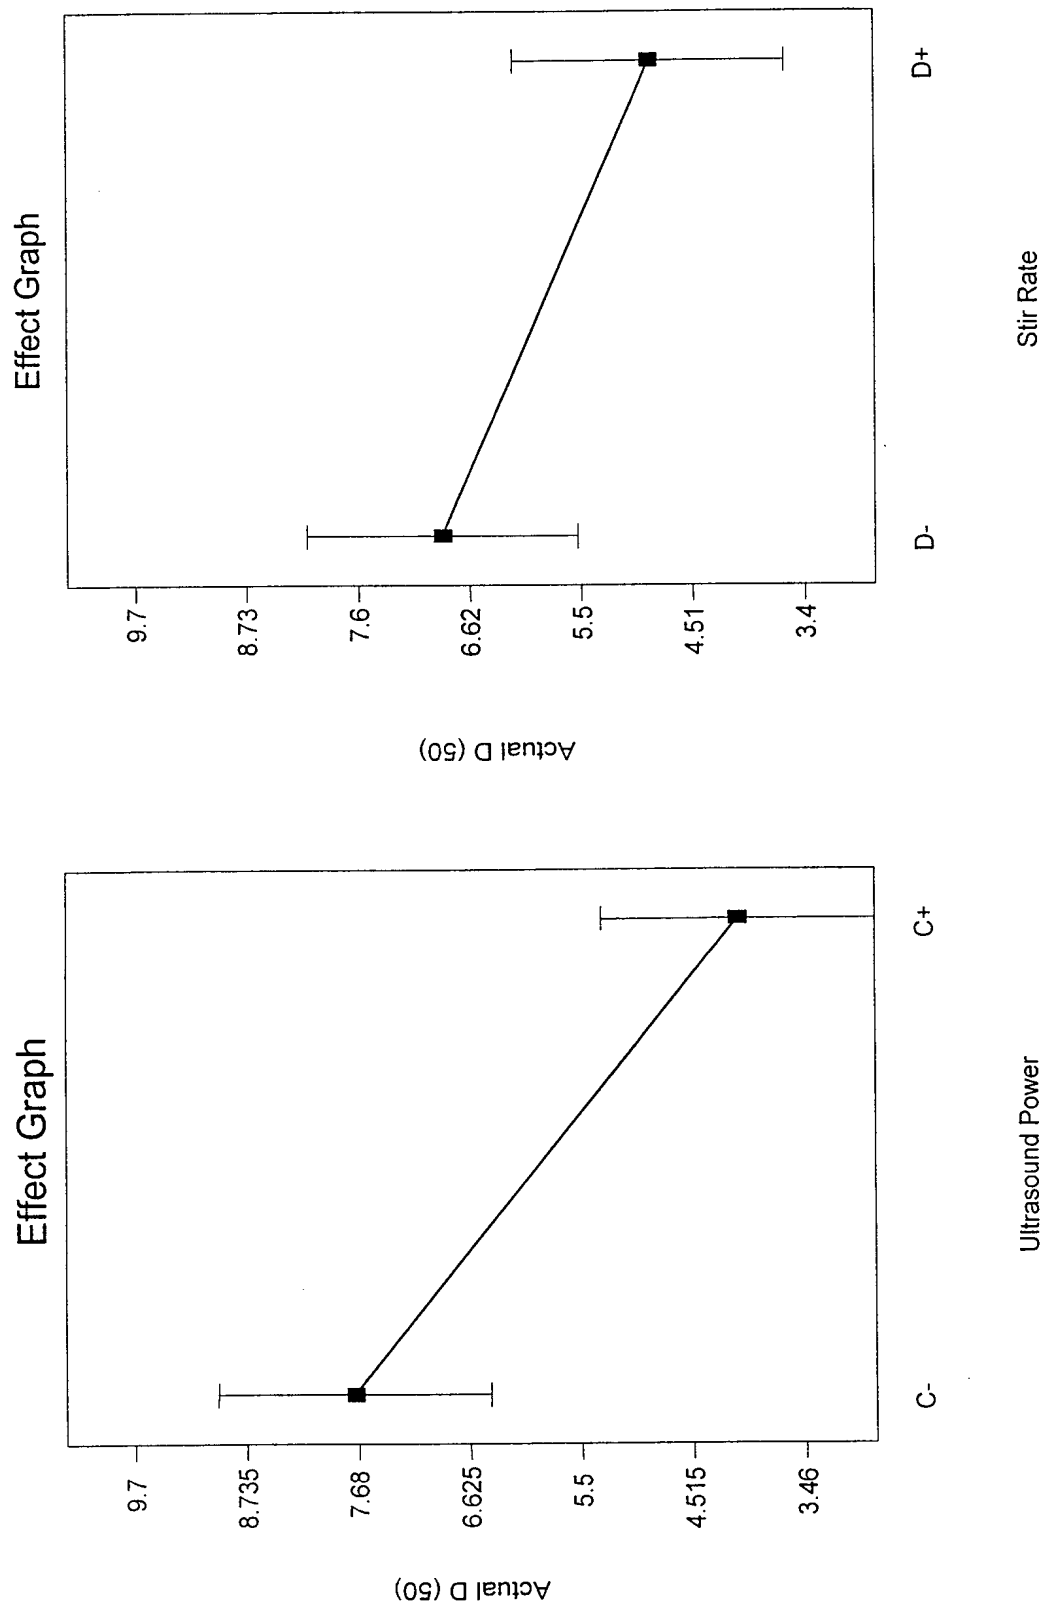 Effect Graph
Actual D (50)
9.7
8.735
7.68
6.625
5.5
4.515
3.46
C-
C+
Ultrasound Power
Effect Graph
Actual D (50)
9.7
8.73
7.6
6.62
5.5
4.51
3.4
D-
D+
Stir Rate